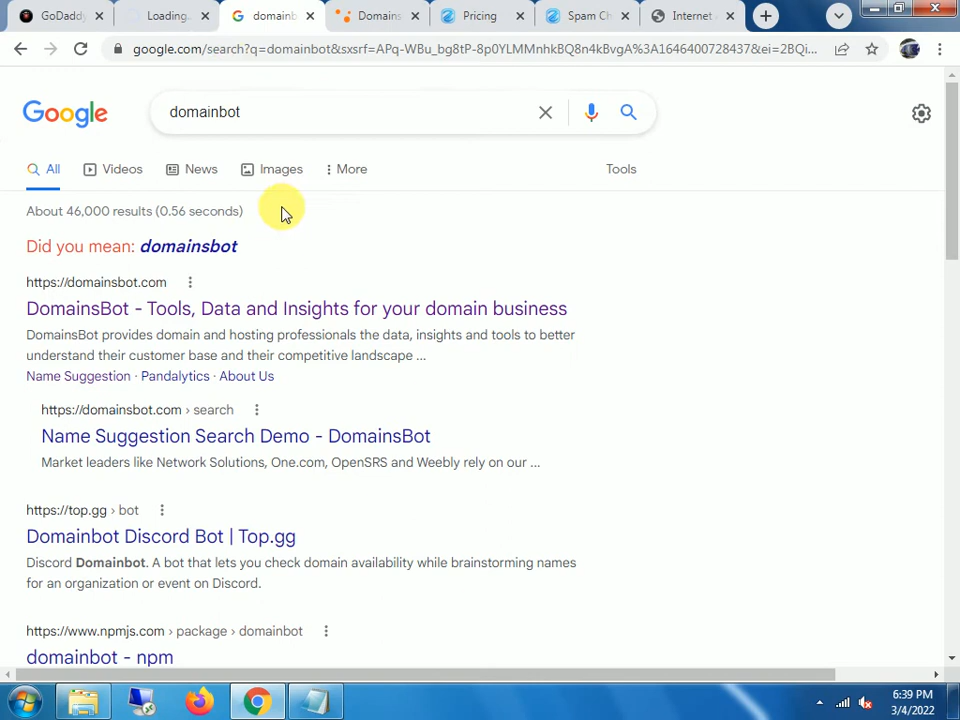 GoDaddy
Loading.
domainb
Domains
Pricing
Spam Ch
Internet
google.com/search?q=domainbot&sxsrf=APq-WBu_bg8tP-8p0YLMMnhkBQ8n4kBvgA%3A1646400728437&ei=2BQi...
Google
domainbot
All
Videos
News
Images
More
Tools
About 46,000 results (0.56 seconds)
Did you mean: domainsbot
https://domainsbot.com
DomainsBot - Tools, Data and Insights for your domain business
DomainsBot provides domain and hosting professionals the data, insights and tools to better
understand their customer base and their competitive landscape ...
Name Suggestion · Pandalytics · About Us
https://domainsbot.com › search
Name Suggestion Search Demo - DomainsBot
Market leaders like Network Solutions, One.com, OpenSRS and Weebly rely on our ...
https://top.gg › bot
Domainbot Discord Bot | Top.gg
Discord Domainbot. A bot that lets you check domain availability while brainstorming names
for an organization or event on Discord.
https://www.npmjs.com › package › domainbot
domainbot - npm
6:39 PM
3/4/2022